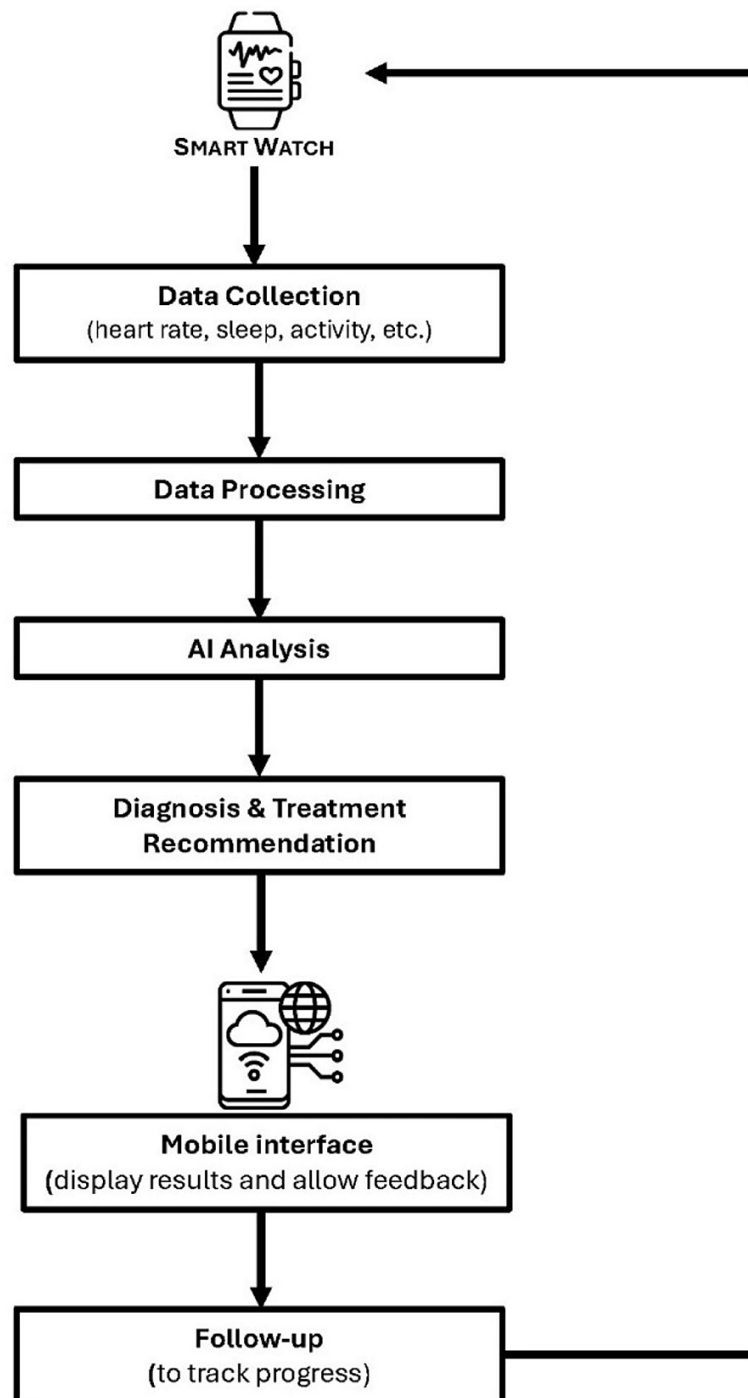 SMART WATCH
Data Collection
(heart rate, sleep, activity, etc.)
Data Processing
AI Analysis
Diagnosis & Treatment
Recommendation
Mobile interface
(display results and allow feedback)
Follow-up
(to track progress)